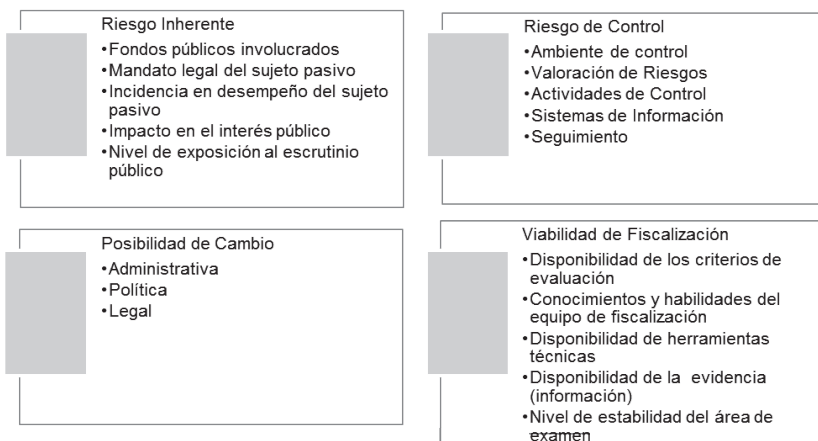 Riesgo Inherente
•Fondos públicos involucrados
•Mandato legal del sujeto pasivo
•Incidencia en desempeño del sujeto
pasivo
•Impacto en el interés público
•Nivel de exposición al escrutinio
público
Riesgo de Control
•Ambiente de control
•Valoración de Riesgos
•Actividades de Control
•Sistemas de Información
•Seguimiento
Posibilidad de Cambio
•Administrativa
•Política
•Legal
Viabilidad de Fiscalización
•Disponibilidad de los criterios de
evaluación
•Conocimientos y habilidades del
equipo de fiscalización
•Disponibilidad de herramientas
técnicas
•Disponibilidad de la evidencia
(información)
•Nivel de estabilidad del área de
examen